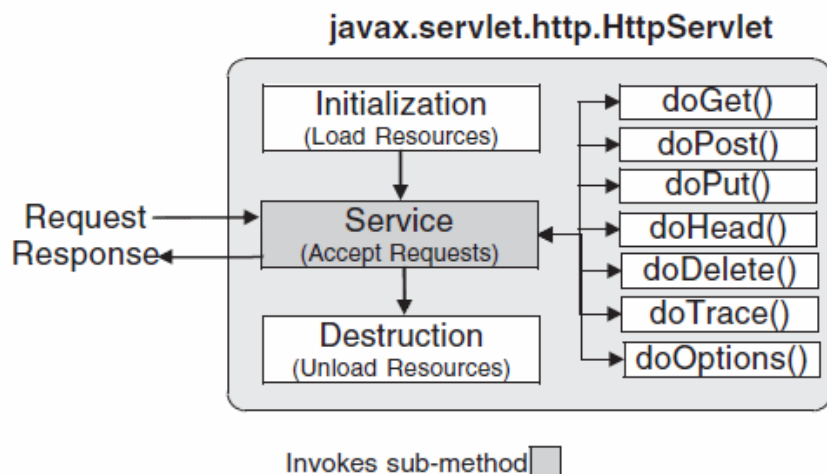 javax.servlet.http.HttpServlet
Initialization
(Load Resources)
Request
Response
Service
(Accept Requests)
Destruction
(Unload Resources)
doGet()
doPost()
doPut()
doHead()
doDelete()
doTrace()
doOptions()
Invokes sub-method